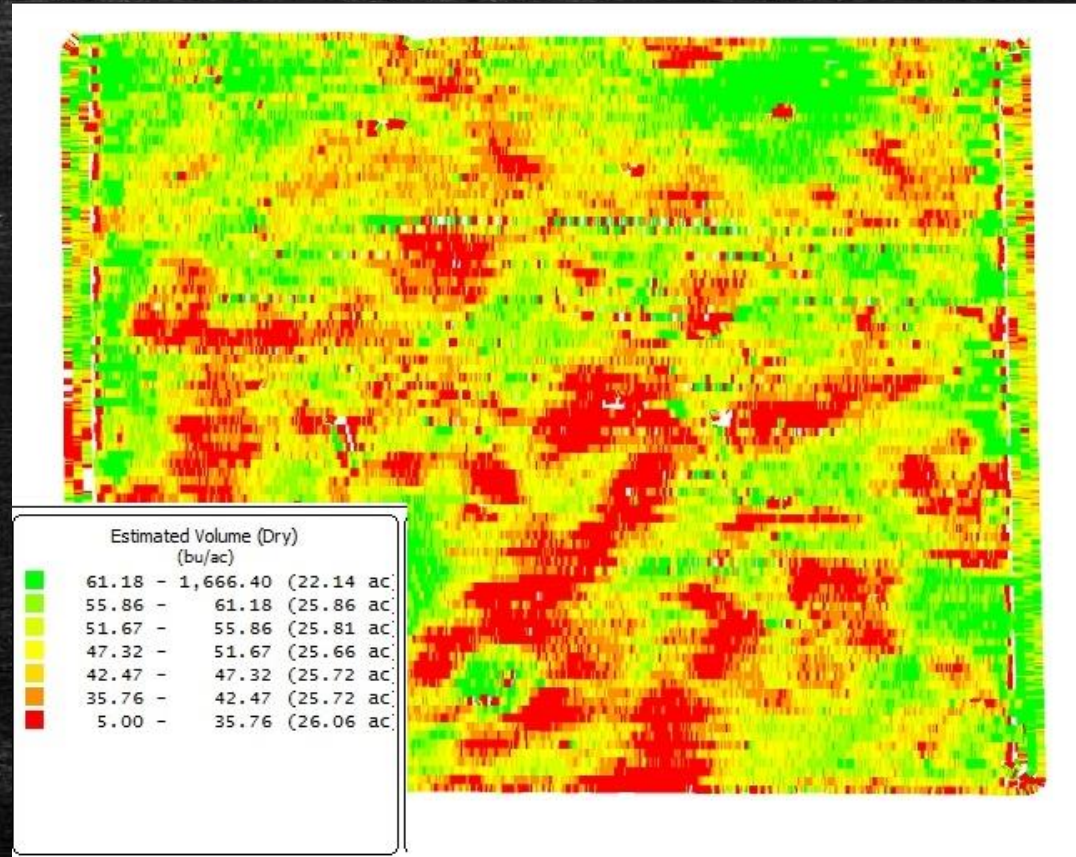 Estimated Volume (Dry)
(bu/ac)
61.18 - 1,666.40 (22.14 ac
55.86 - 61.18 (25.86 ac
51.67 - 55.86 (25.81 ac
47.32 - 51.67 (25.66 ac
42.47 - 47.32 (25.72 ac
35.76 - 42.47 (25.72 ac
5.00 - 35.76 (26.06 ac